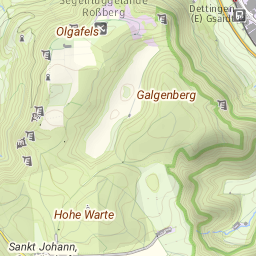 Segelfluggelände
Roßberg
Dettingen
(E) Gsaidt
Olgafels
Galgenberg
Hohe Warte
Sankt Johann,